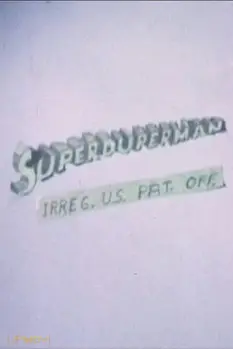 SUPERDUPERMAN
IRREG. U.S. PAT. OFF.